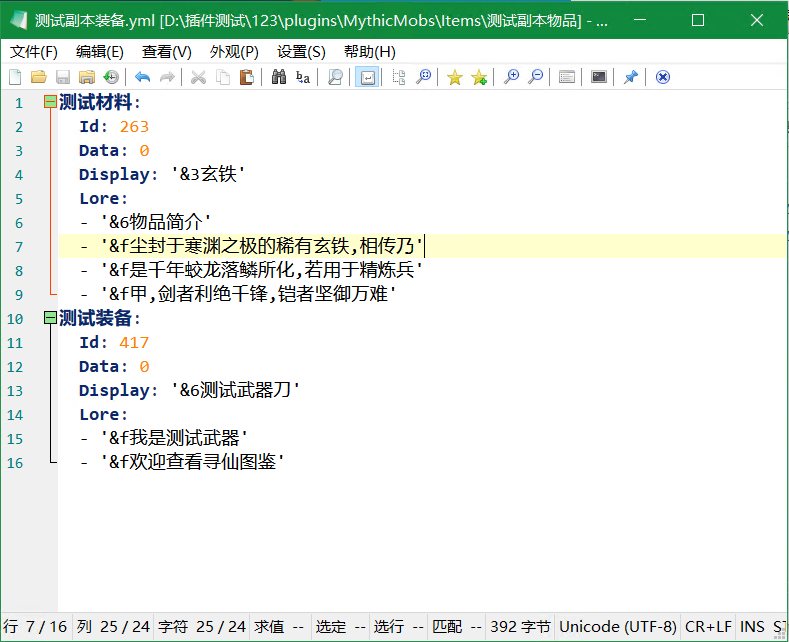 测试副本装备.yml [D:\插件测试\123\plugins\MythicMobs\Items\测试副本物品] - ...
文件(F) 编辑(E) 查看(V) 外观(P) 设置(S) 帮助(H)
1 测试材料:
2 Id: 263
3 Data: 0
4 Display: '&3玄铁'
5 Lore:
6 - '&6物品简介'
7 - '&f尘封于寒渊之极的稀有玄铁,相传乃'
8 - '&f是千年蛟龙落鳞所化,若用于精炼兵'
9 - '&f甲,剑者利绝千锋,铠者坚御万难'
10 测试装备:
11 Id: 417
12 Data: 0
13 Display: '&6测试武器刀'
14 Lore:
15 - '&f我是测试武器'
16 - '&f欢迎查看寻仙图鉴'
行 7 / 16 列 25 / 24 字符 25 / 24 求值 -- 选定 -- 选行 -- 匹配 -- 392 字节 Unicode (UTF-8) CR+LF INS